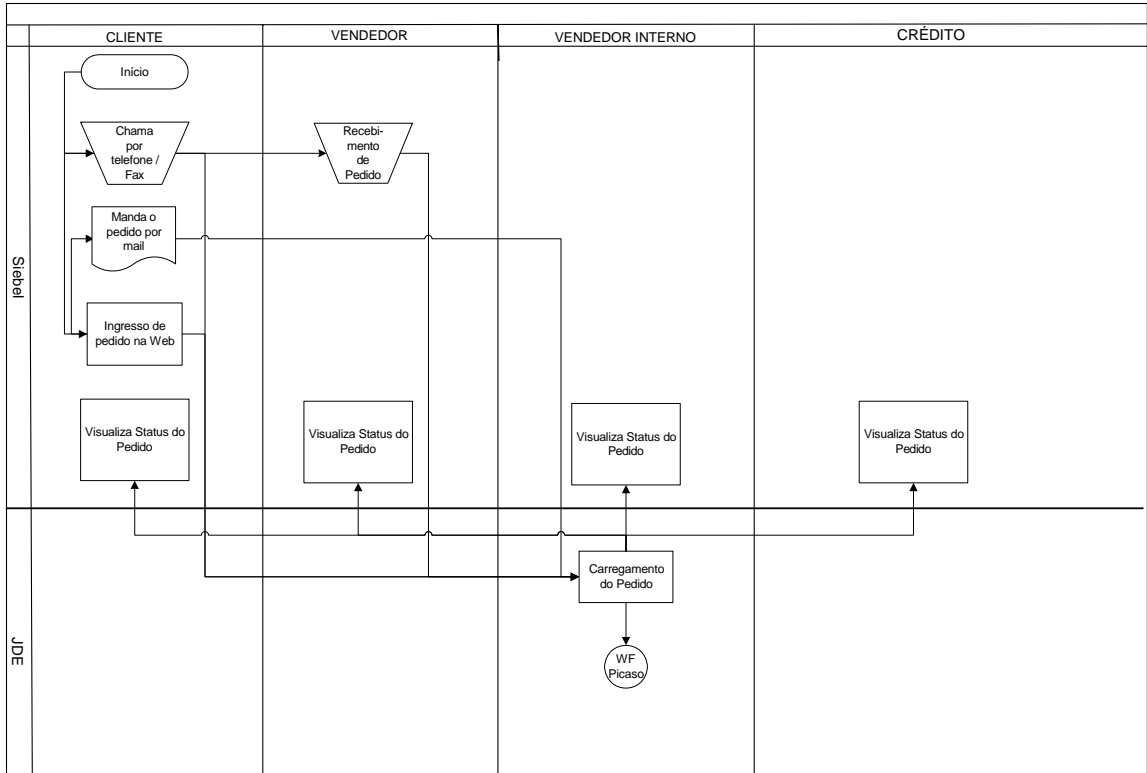 CLIENTE
VENDEDOR
VENDEDOR INTERNO
CRÉDITO
Siebel
Início
Chama
por
telefone /
Fax
Recebi-
mento
de
Pedido
Manda o
pedido por
mail
Ingresso de
pedido na Web
Visualiza Status do
Pedido
Visualiza Status do
Pedido
Visualiza Status do
Pedido
Visualiza Status do
Pedido
JDE
Carregamento
do Pedido
WF
Picaso